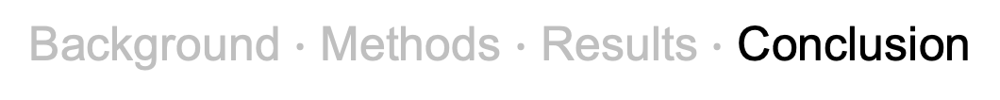 Background · Methods · Results · Conclusion